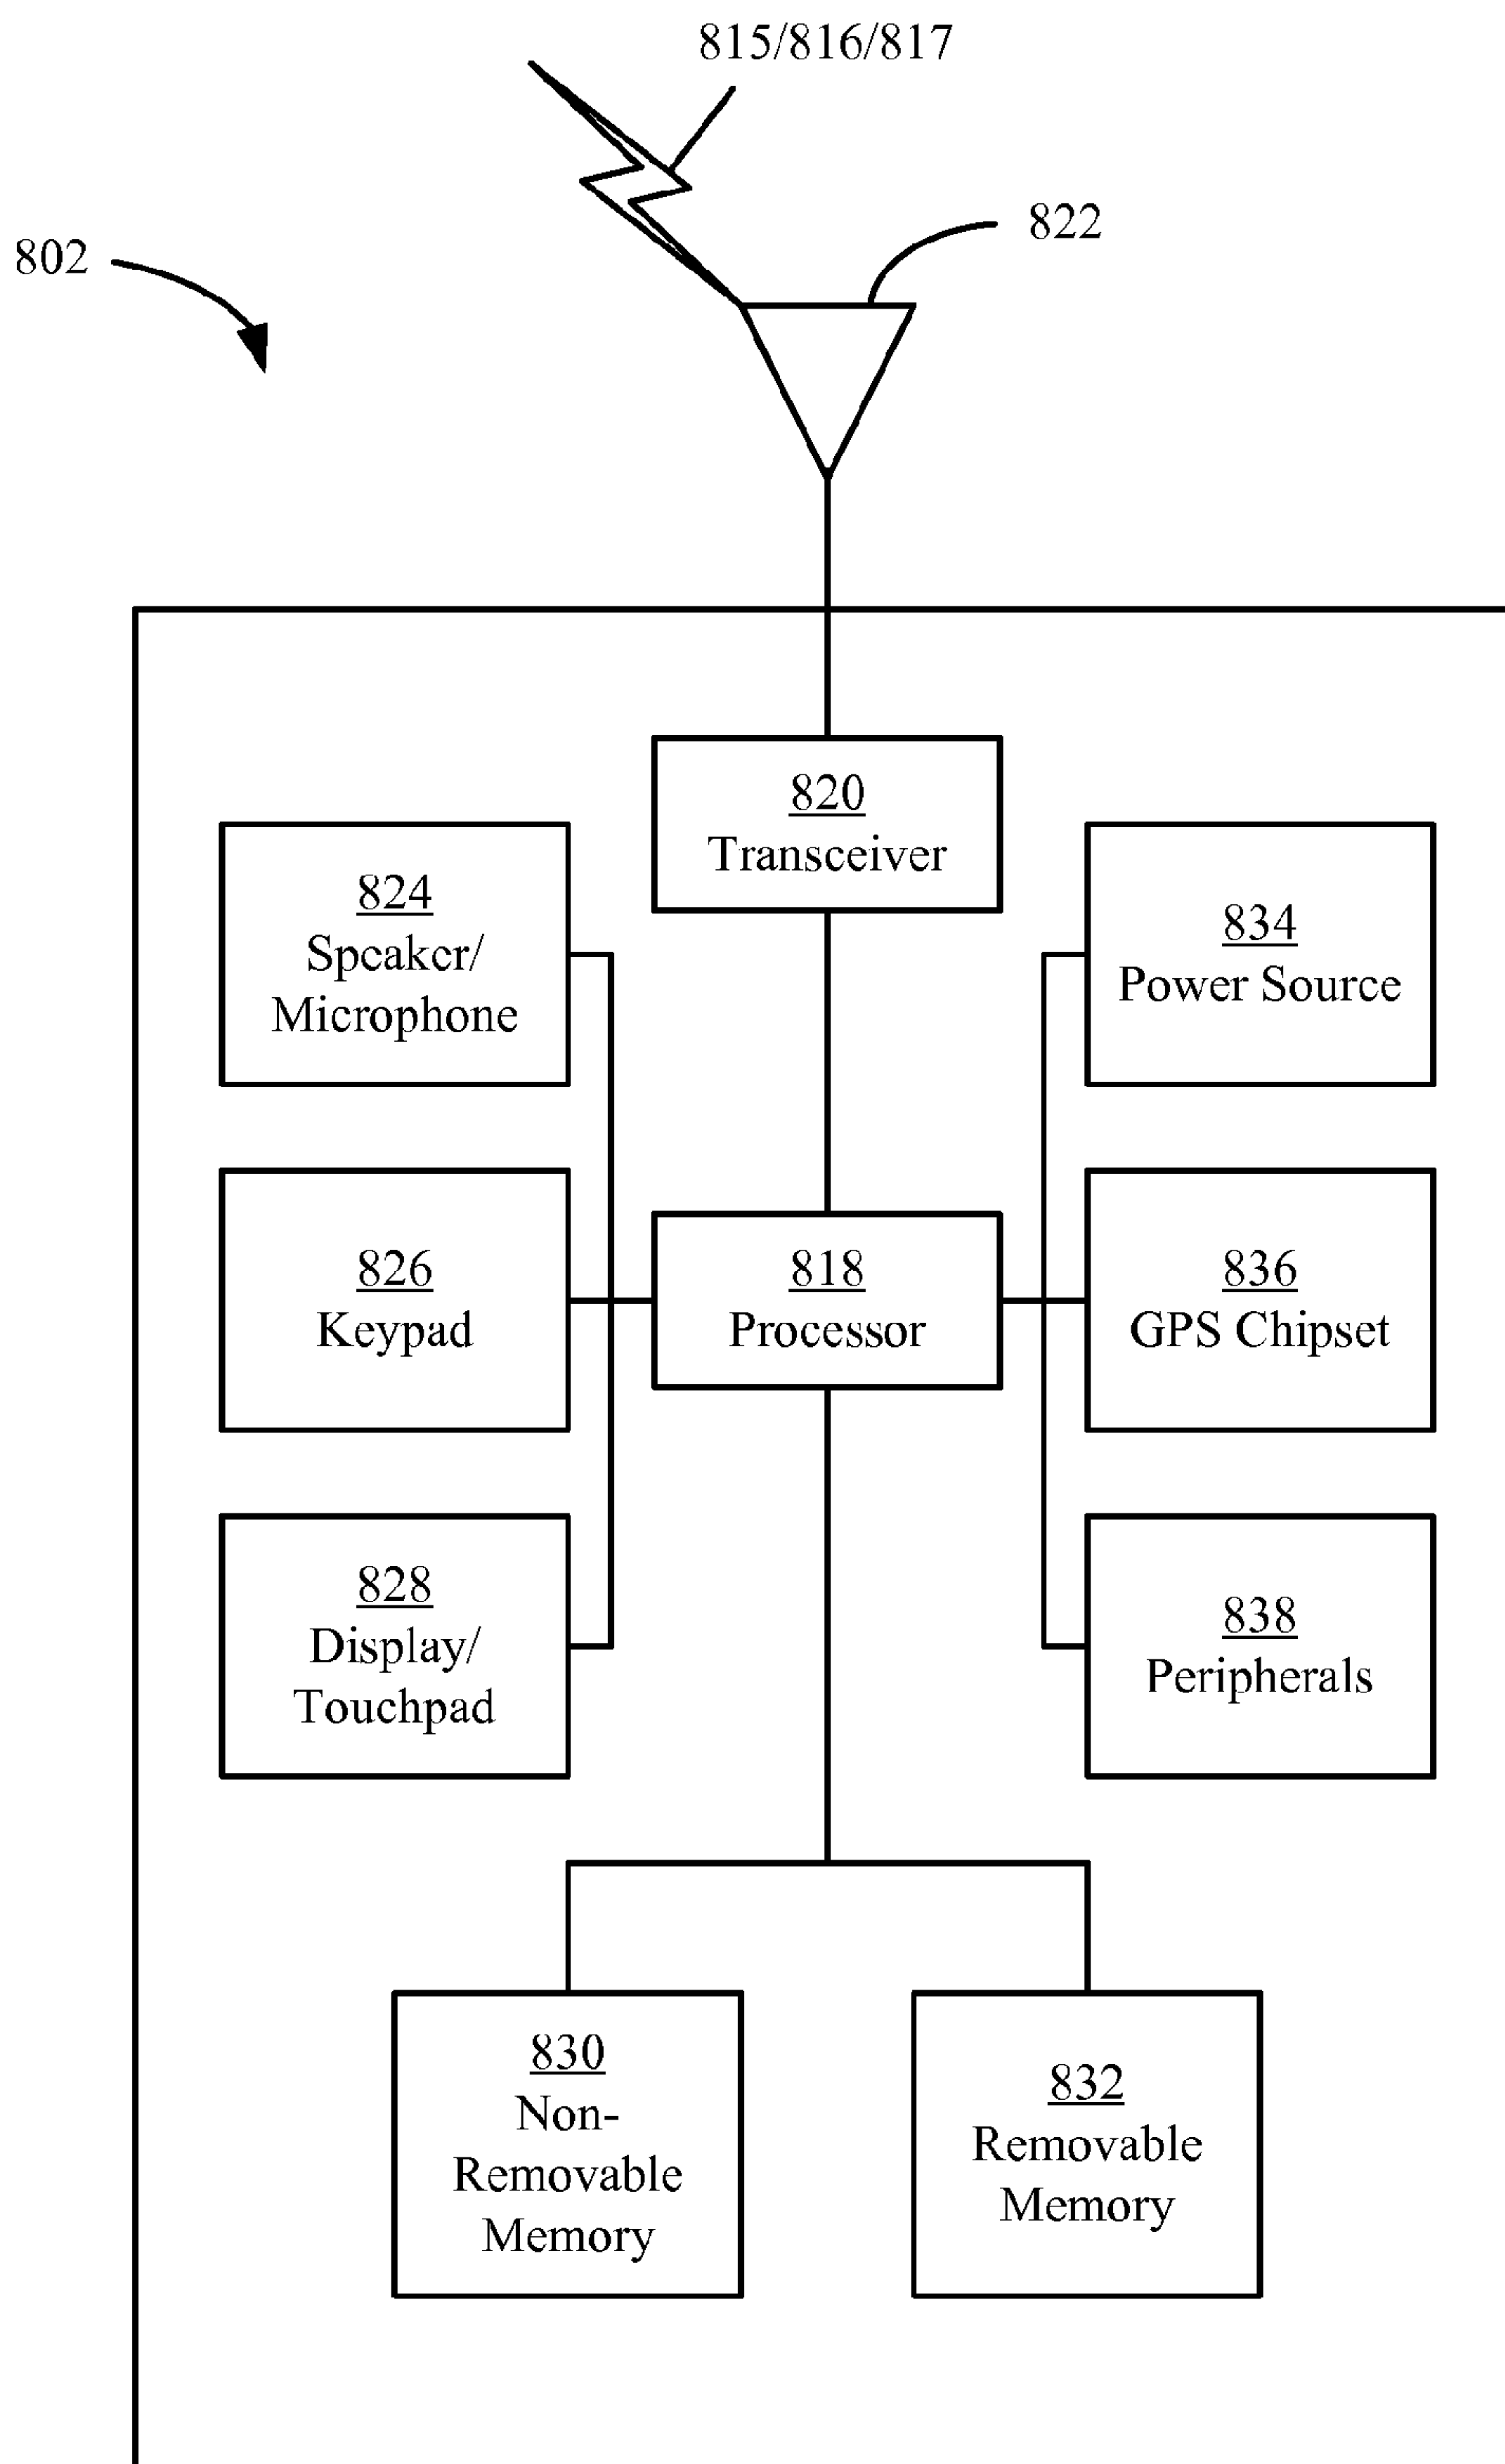 815/816/817
822
802
820
Transceiver
824
Speaker/
Microphone
834
Power Source
826
Keypad
818
Processor
836
GPS Chipset
828
Display/
Touchpad
838
Peripherals
830
Non-
Removable
Memory
832
Removable
Memory